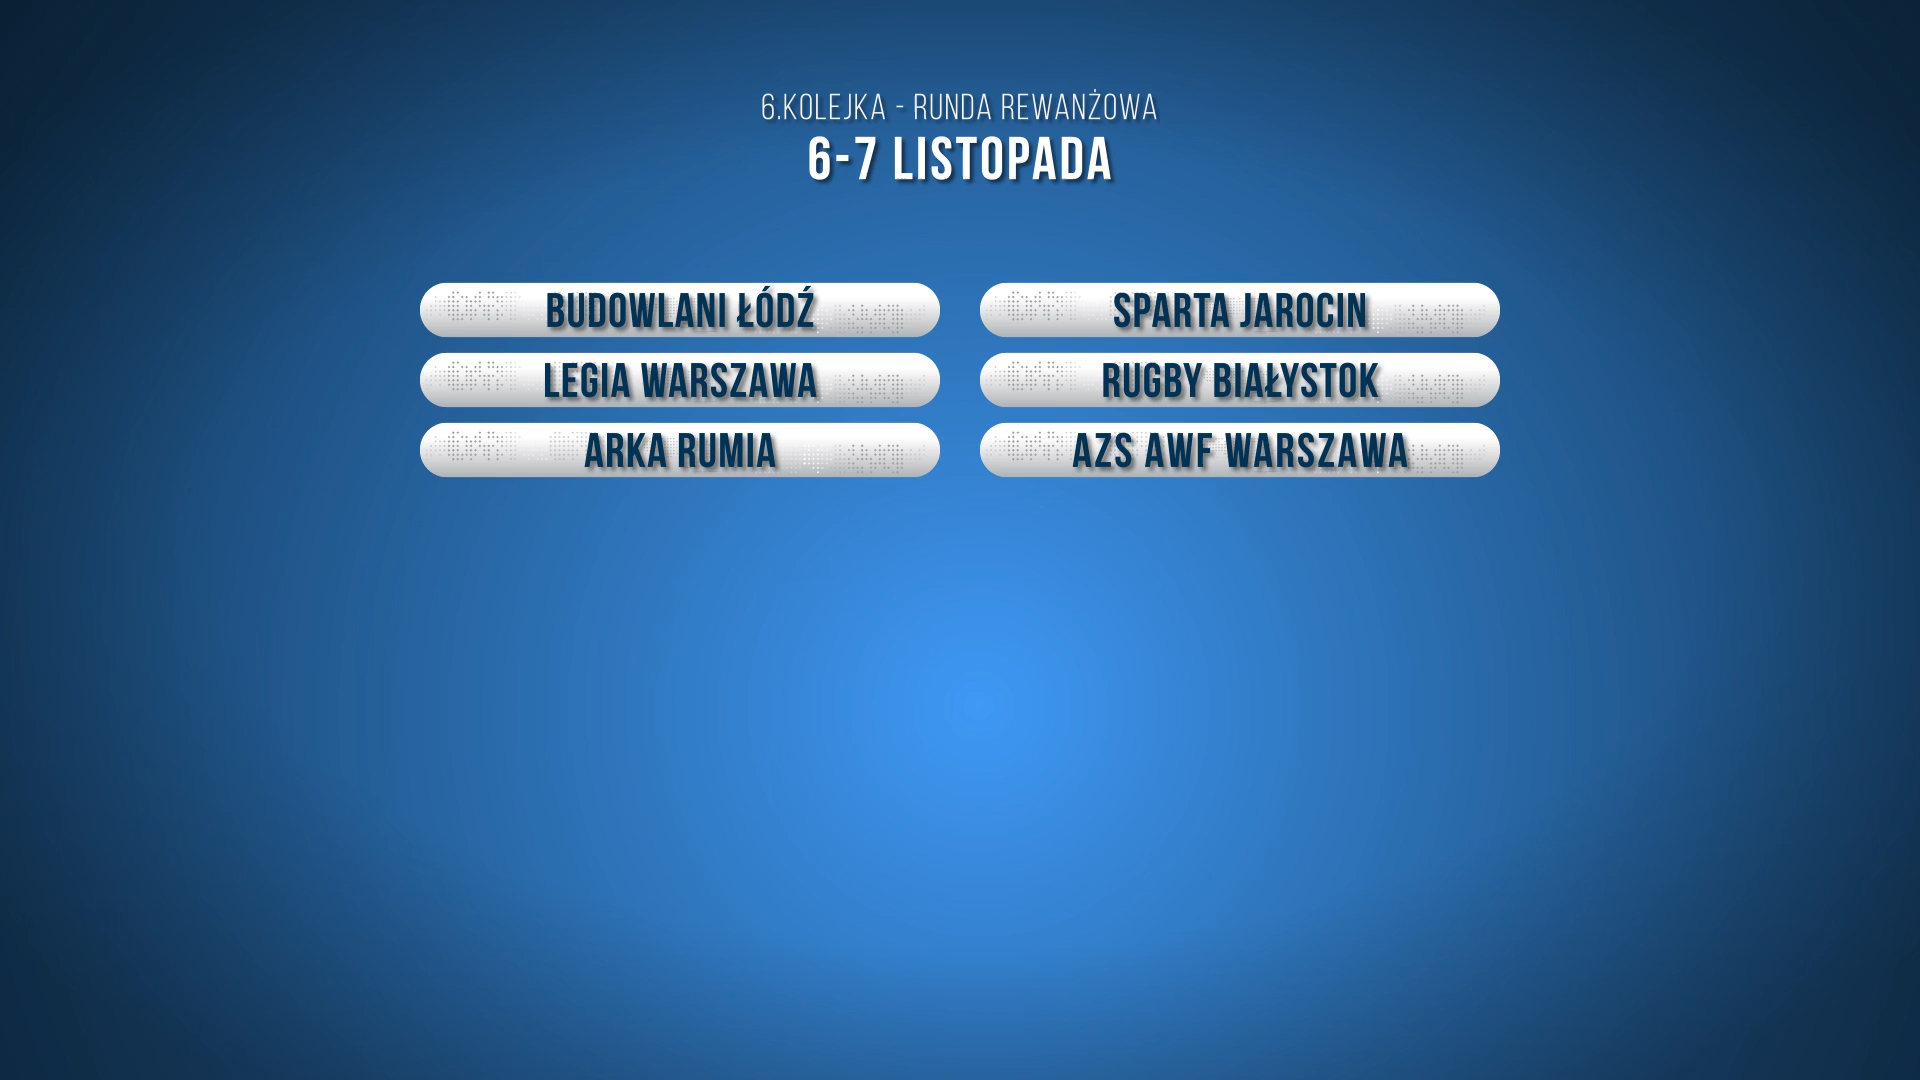 6.KOLEJKA - RUNDA REWANŻOWA
6-7 LISTOPADA
BUDOWLANI ŁÓDŹ SPARTA JAROCIN
LEGIA WARSZAWA RUGBY BIAŁYSTOK
ARKA RUMIA AZS AWF WARSZAWA